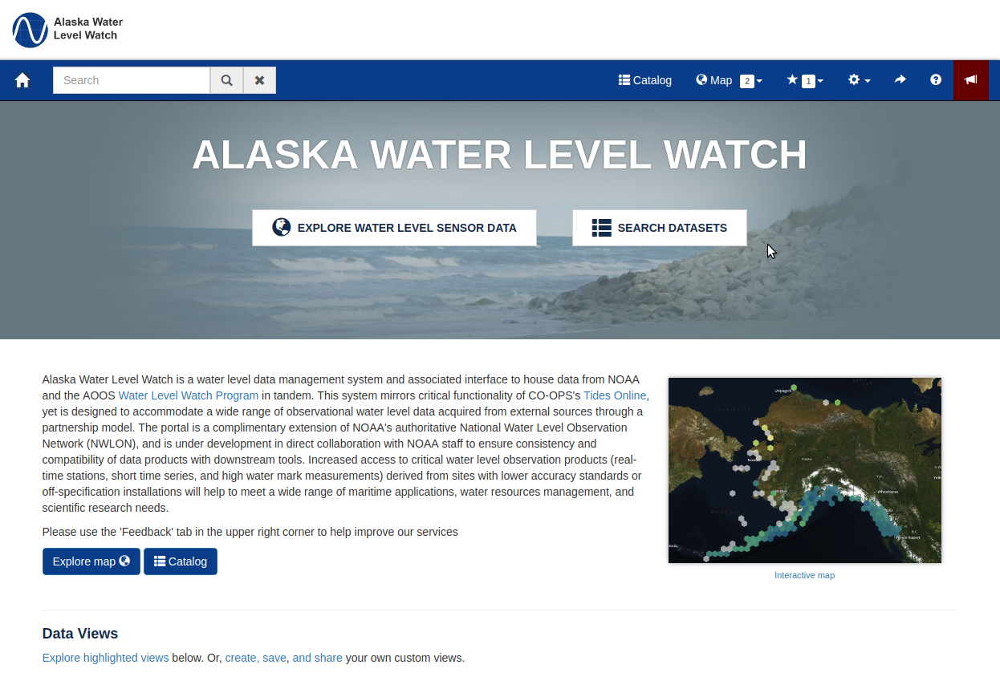 Alaska Water
Level Watch
Search
Catalog
Map 2
1
ALASKA WATER LEVEL WATCH
EXPLORE WATER LEVEL SENSOR DATA
SEARCH DATASETS
Alaska Water Level Watch is a water level data management system and associated interface to house data from NOAA
and the AOOS Water Level Watch Program in tandem. This system mirrors critical functionality of CO-OPS's Tides Online,
yet is designed to accommodate a wide range of observational water level data acquired from external sources through a
partnership model. The portal is a complimentary extension of NOAA's authoritative National Water Level Observation
Network (NWLON), and is under development in direct collaboration with NOAA staff to ensure consistency and
compatibility of data products with downstream tools. Increased access to critical water level observation products (real-
time stations, short time series, and high water mark measurements) derived from sites with lower accuracy standards or
off-specification installations will help to meet a wide range of maritime applications, water resources management, and
scientific research needs.
Please use the 'Feedback' tab in the upper right corner to help improve our services
Explore map
Catalog
Utqiagvik
Alaska
Whitehorse
Bering Sea
B.C.
Prince Rupert
Interactive map
Data Views
Explore highlighted views below. Or, create, save, and share your own custom views.